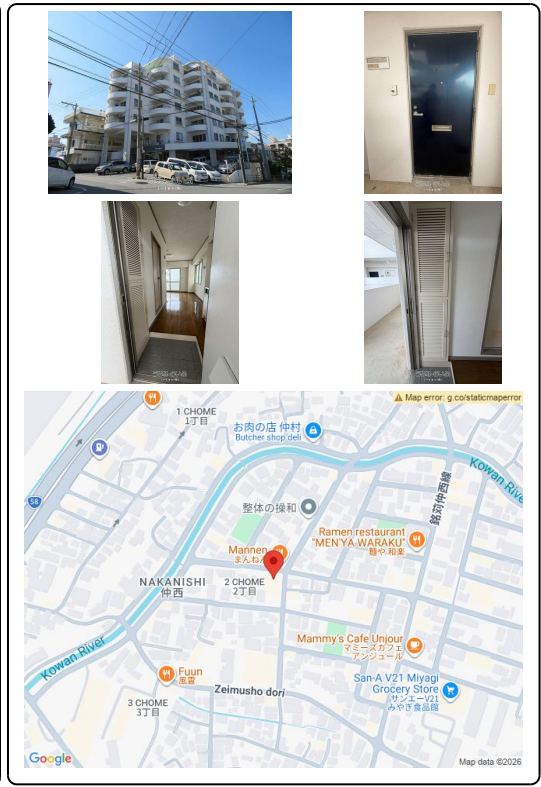 Map error: g.co/staticmaperror
1 CHOME
1丁目
お肉の店 仲村
Butcher shop deli
58
Kowan River
銘苅仲西線
整体の操和
Ramen restaurant
"MEN'YA WARAKU"
麺や 和楽
Mannen
まんねん
NAKANISHI
仲西
2 CHOME
2丁目
Mammy's Cafe Unjour
マミーズカフェ
アンジュール
Kowan River
Fuun
風雲
San-A V21 Miyagi
Grocery Store
サンエーV21
みやぎ食品館
Zeimusho dori
3 CHOME
3丁目
Google
Map data ©2026